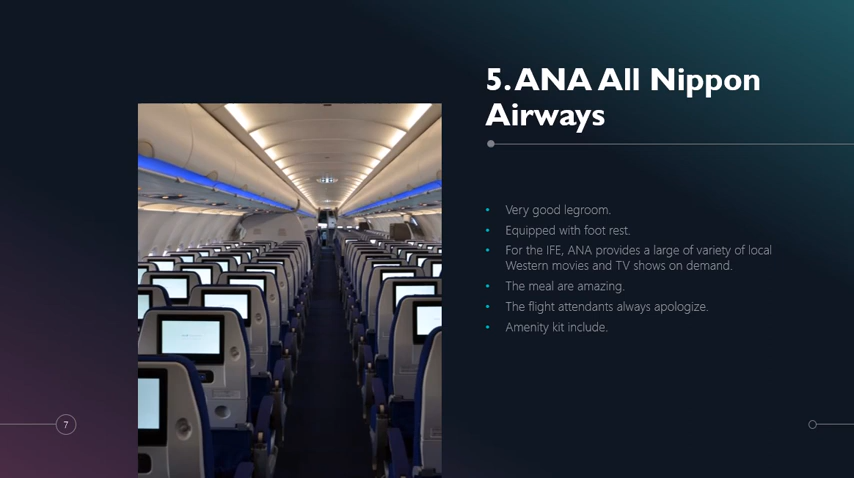 5. ANA All Nippon
Airways
• Very good legroom.
• Equipped with foot rest.
• For the IFE, ANA provides a large of variety of local
Western movies and TV shows on demand.
• The meal are amazing.
• The flight attendants always apologize.
• Amenity kit include.
7